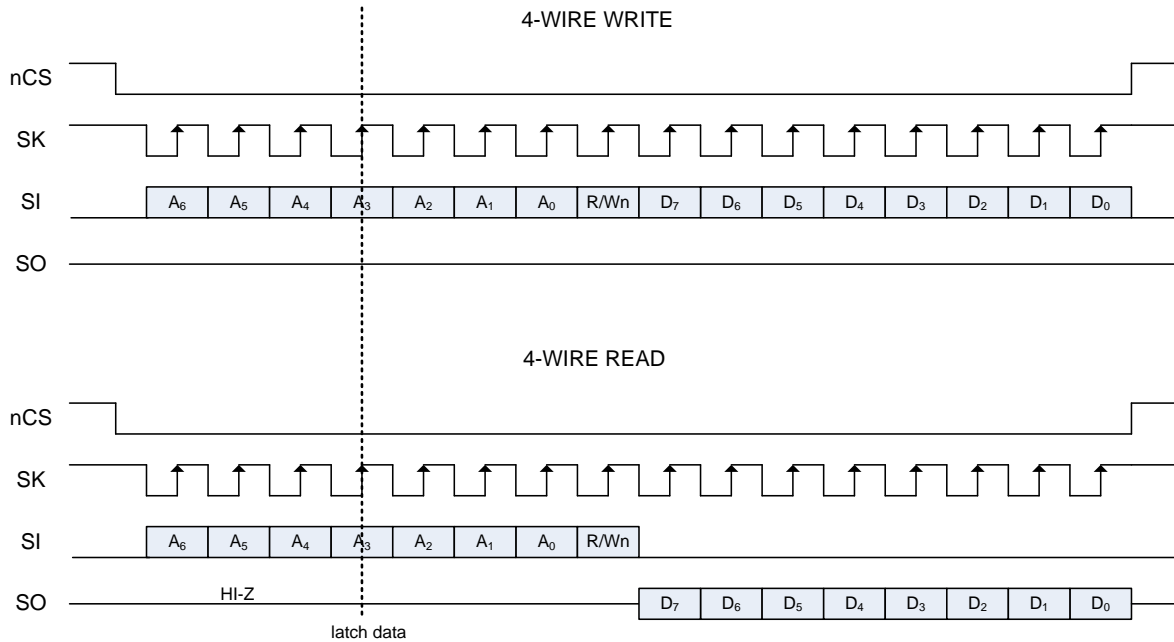 4-WIRE WRITE
nCS
SK
SI A₆ A₅ A₄ A₃ A₂ A₁ A₀ R/Wn D₇ D₆ D₅ D₄ D₃ D₂ D₁ D₀
SO
4-WIRE READ
nCS
SK
SI A₆ A₅ A₄ A₃ A₂ A₁ A₀ R/Wn
SO HI-Z D₇ D₆ D₅ D₄ D₃ D₂ D₁ D₀
latch data